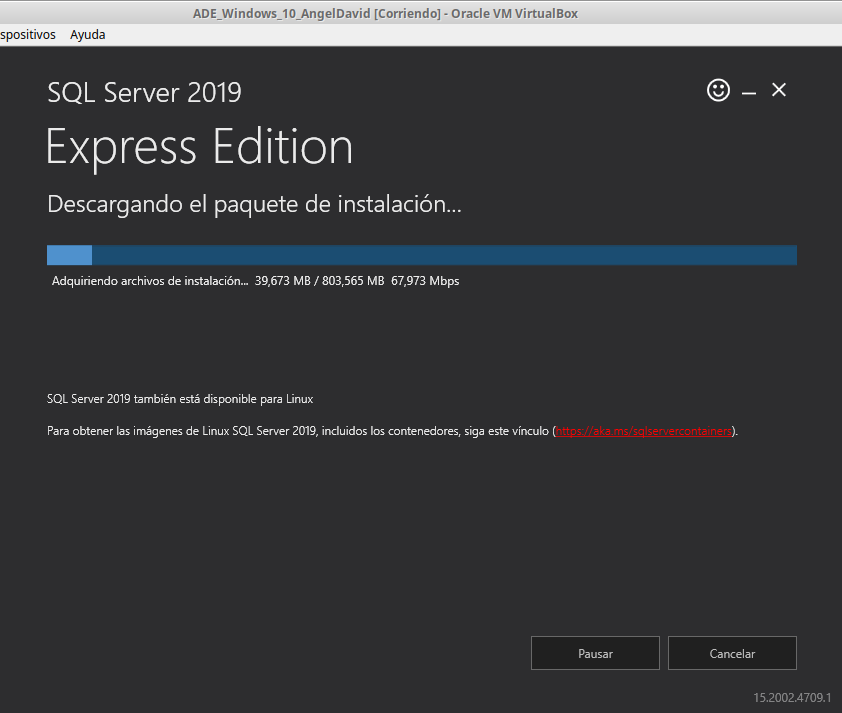 ADE_Windows_10_AngelDavid [Corriendo] - Oracle VM VirtualBox
spositivos Ayuda
SQL Server 2019
Express Edition
Descargando el paquete de instalación...
Adquiriendo archivos de instalación... 39,673 MB / 803,565 MB 67,973 Mbps
SQL Server 2019 también está disponible para Linux
Para obtener las imágenes de Linux SQL Server 2019, incluidos los contenedores, siga este vínculo (https://aka.ms/sqlservercontainers).
Pausar Cancelar
15.2002.4709.1